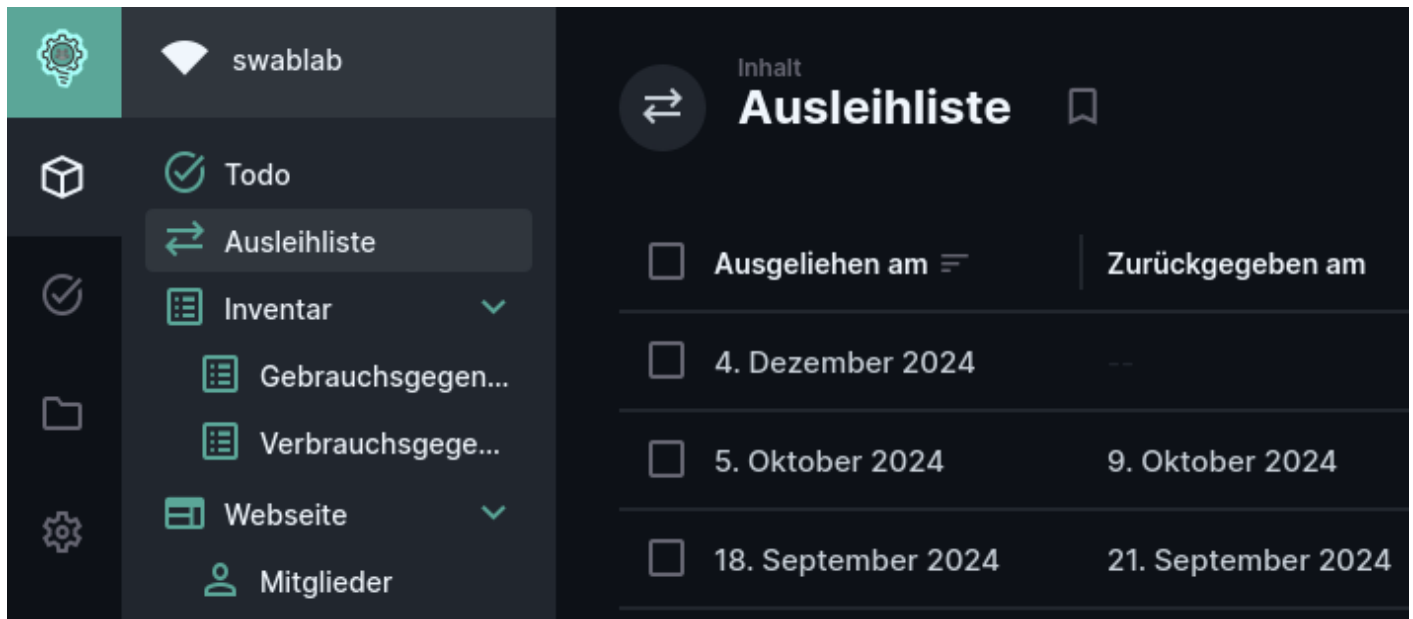 swablab
Todo
Ausleihliste
Inventar
Gebrauchsgegen...
Verbrauchsgege...
Webseite
Mitglieder
Inhalt
Ausleihliste
Ausgeliehen am Zurückgegeben am
4. Dezember 2024 --
5. Oktober 2024 9. Oktober 2024
18. September 2024 21. September 2024